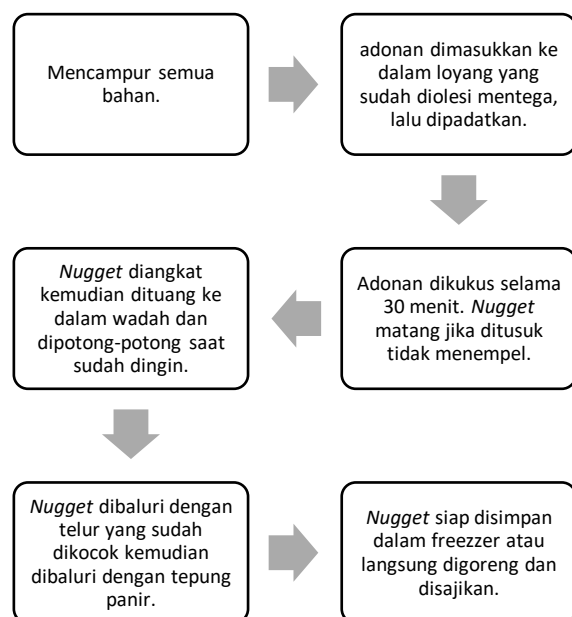 Mencampur semua
bahan.
adonan dimasukkan ke
dalam loyang yang
sudah diolesi mentega,
lalu dipadatkan.
Adonan dikukus selama
30 menit. Nugget
matang jika ditusuk
tidak menempel.
Nugget diangkat
kemudian dituang ke
dalam wadah dan
dipotong-potong saat
sudah dingin.
Nugget dibaluri dengan
telur yang sudah
dikocok kemudian
dibaluri dengan tepung
panir.
Nugget siap disimpan
dalam freezzer atau
langsung digoreng dan
disajikan.